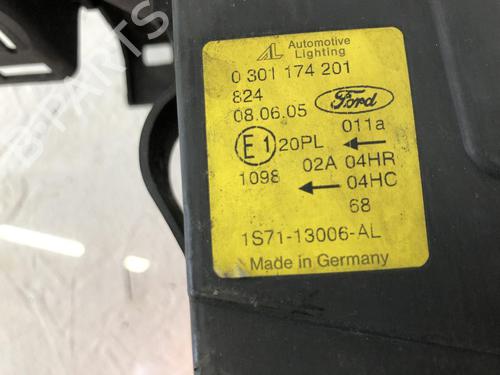 AL Automotive
Lighting
0 301 174 201
824
08.06.05
Ford
011a
E1 20PL ←
02A 04HR
1098 ← 04HC
68
1S71-13006-AL
Made in Germany